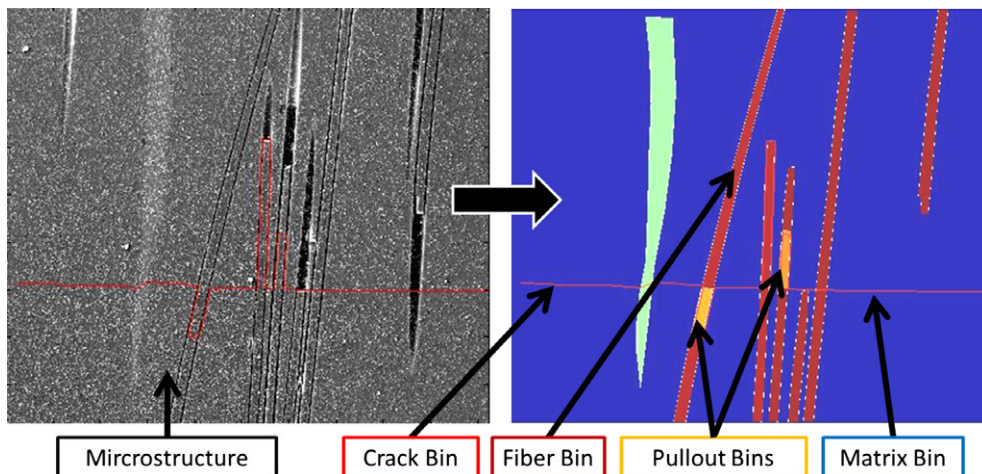 Mircrostructure
Crack Bin
Fiber Bin
Pullout Bins
Matrix Bin